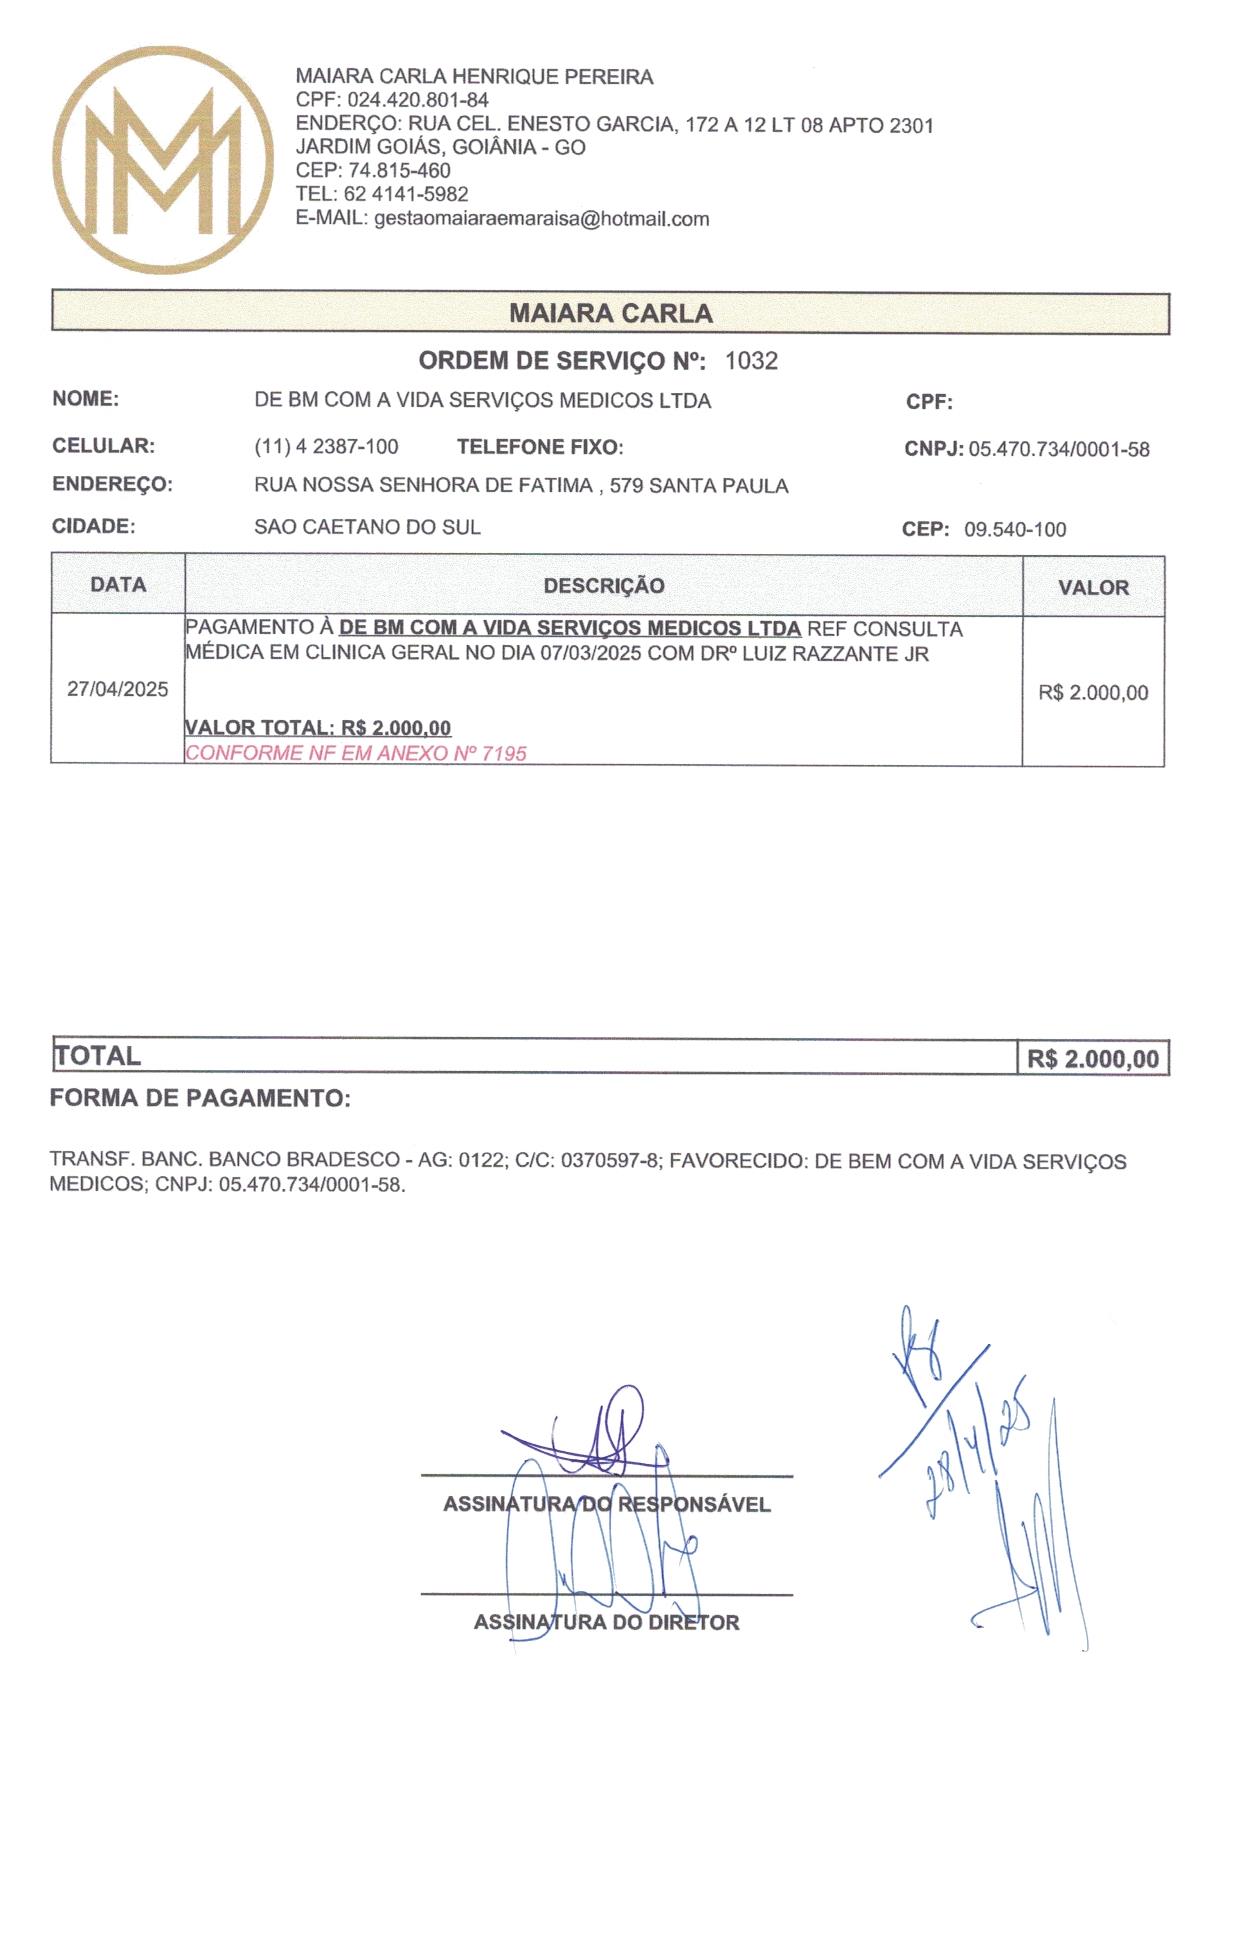 MAIARA CARLA HENRIQUE PEREIRA
CPF: 024.420.801-84
ENDERÇO: RUA CEL. ENESTO GARCIA, 172 A 12 LT 08 APTO 2301
JARDIM GOIÁS, GOIÂNIA - GO
CEP: 74.815-460
TEL: 62 4141-5982
E-MAIL: gestaomaiaraemaraisa@hotmail.com
MAIARA CARLA
ORDEM DE SERVIÇO Nº: 1032
NOME: DE BM COM A VIDA SERVIÇOS MEDICOS LTDA CPF:
CELULAR: (11) 4 2387-100 TELEFONE FIXO: CNPJ: 05.470.734/0001-58
ENDEREÇO: RUA NOSSA SENHORA DE FATIMA , 579 SANTA PAULA
CIDADE: SAO CAETANO DO SUL CEP: 09.540-100
DATA DESCRIÇÃO VALOR
PAGAMENTO À DE BM COM A VIDA SERVIÇOS MEDICOS LTDA REF CONSULTA
MÉDICA EM CLINICA GERAL NO DIA 07/03/2025 COM DRº LUIZ RAZZANTE JR
27/04/2025 R$ 2.000,00
VALOR TOTAL: R$ 2.000,00
CONFORME NF EM ANEXO Nº 7195
TOTAL R$ 2.000,00
FORMA DE PAGAMENTO:
TRANSF. BANC. BANCO BRADESCO - AG: 0122; C/C: 0370597-8; FAVORECIDO: DE BEM COM A VIDA SERVIÇOS
MEDICOS; CNPJ: 05.470.734/0001-58.
28/4/25
ASSINATURA DO RESPONSÁVEL
ASSINATURA DO DIRETOR